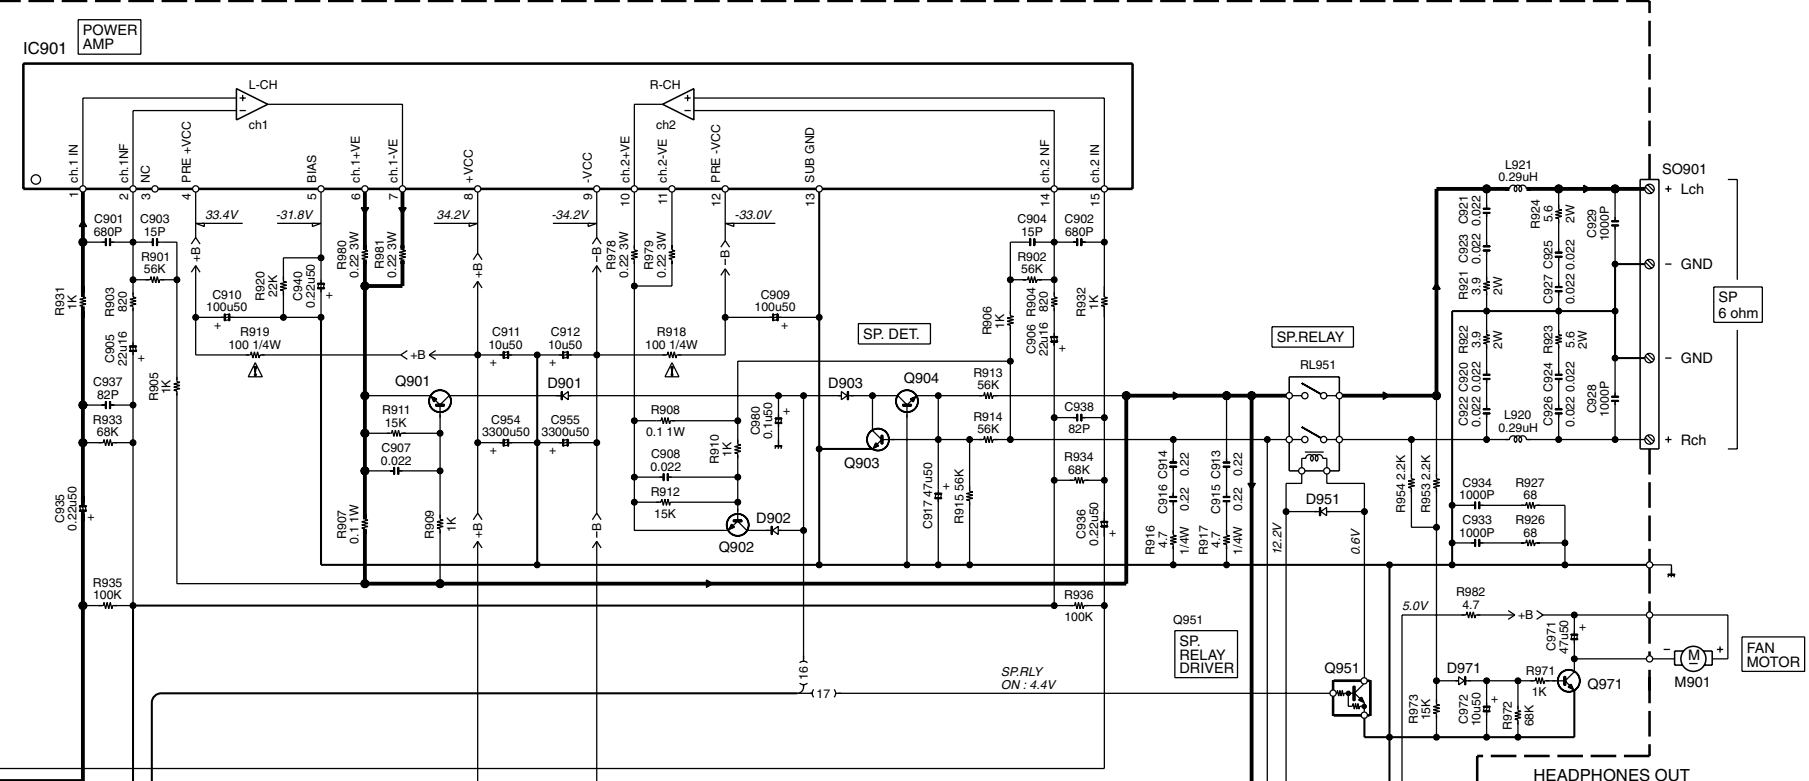 POWER
AMP
IC901
L-CH
+
−
ch1
R-CH
+
−
ch2
ch.1 IN
ch.1NF
NC
PRE +VCC
BIAS
ch.1+VE
ch.1-VE
+VCC
-VCC
ch.2+VE
ch.2-VE
PRE -VCC
SUB GND
ch.2 NF
ch.2 IN
1
2
3
4
5
6
7
8
9
10
11
12
13
14
15
33.4V
-31.8V
34.2V
-34.2V
-33.0V
C901
680P
C903
15P
R901
56K
R931
1K
R903
820
C910
100u50
+
R920
22K
C940
0.22u50
+
R980
0.22 3W
R981
0.22 3W
+B
+B
-B
R978
0.22 3W
R979
0.22 3W
-B
C909
100u50
+
C904
15P
C902
680P
R902
56K
R904
820
R906
1K
C906
22u16
+
R932
1K
C905
22u16
+
R905
1K
R919
100 1/4W
+B
C911
10u50
+
C912
10u50
+
R918
100 1/4W
SP. DET.
C937
82P
R933
68K
Q901
R911
15K
C907
0.022
D901
C954
3300u50
+
C955
3300u50
+
R908
0.1 1W
C908
0.022
R910
1K
R912
15K
C980
0.1u50
+
D903
Q904
Q903
R913
56K
R914
56K
C938
82P
R934
68K
C935
0.22u50
+
R907
0.1 1W
R909
1K
+B
-B
Q902
D902
C917 47u50
+
R915 56K
C936
0.22u50
+
R935
100K
R936
100K
SP.RELAY
RL951
C914
0.22
C916
0.22
C913
0.22
C915
0.22
R916
4.7
1/4W
R917
4.7
1/4W
D951
12.2V
0.6V
R954 2.2K
R953 2.2K
L921
0.29uH
C921
0.022
C923
0.022
R921
3.9
2W
R924
5.6
2W
C925
0.022
C927
0.022
C929
1000P
R922
3.9
2W
C920
0.022
C922
0.022
R923
5.6
2W
C924
0.022
C926
0.022
C928
1000P
L920
0.29uH
SO901
+ Lch
− GND
− GND
+ Rch
SP
6 ohm
C934
1000P
R927
68
C933
1000P
R926
68
16
17
SP.RLY
ON : 4.4V
Q951
SP.
RELAY
DRIVER
Q951
5.0V
R982
4.7
+B
C971
47u50
+
D971
R973
15K
C972
10u50
+
R972
68K
R971
1K
Q971
−
M
+
M901
FAN
MOTOR
HEADPHONES OUT